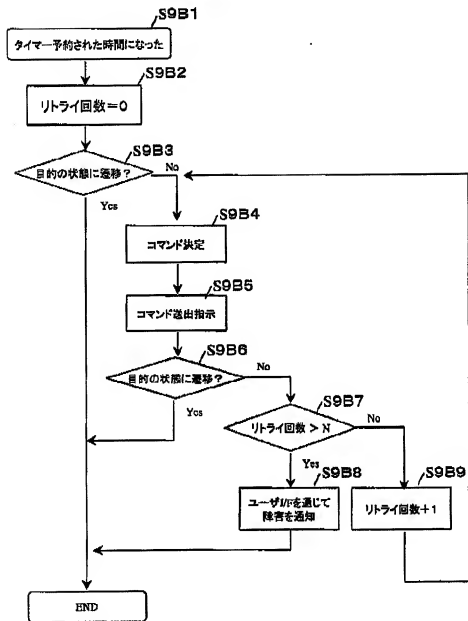 S9B1
タイマー予約された時間になった
S9B2
リトライ回数=0
S9B3
目的の状態に遷移？
No
Yes
S9B4
コマンド決定
S9B5
コマンド送出指示
S9B6
目的の状態に遷移？
No
Yes
S9B7
リトライ回数 > N
No
Yes
S9B8
ユーザI/Fを通じて
障害を通知
S9B9
リトライ回数+1
END